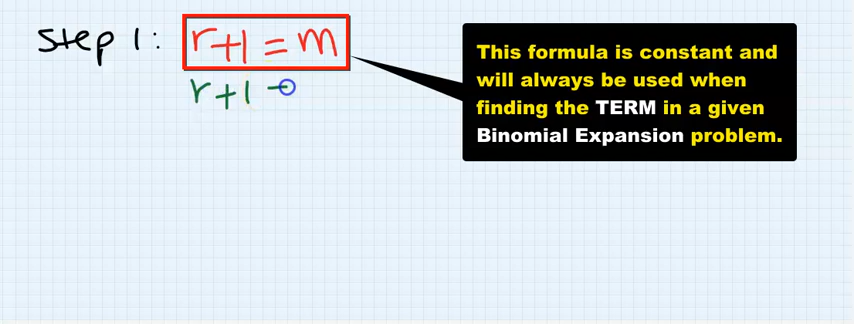 Step 1: r+1 = m
r+1 =
This formula is constant and
will always be used when
finding the TERM in a given
Binomial Expansion problem.